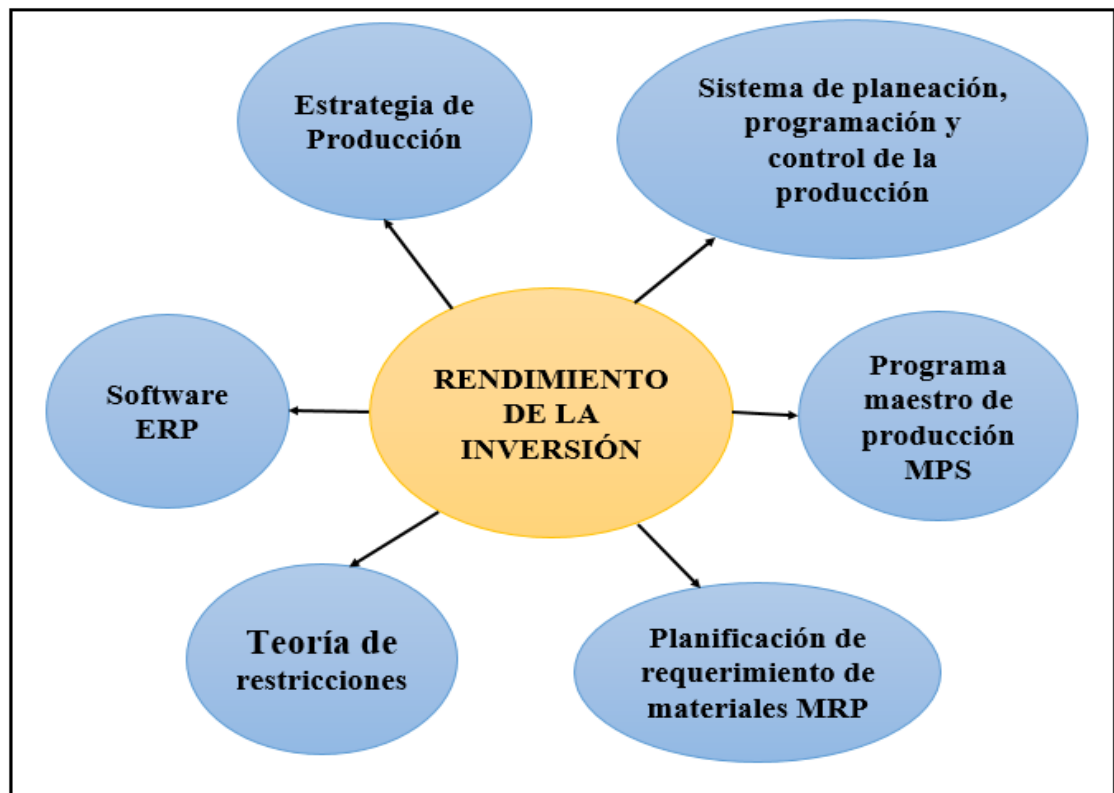 Estrategia de
Producción
Sistema de planeación,
programación y
control de la
producción
Software
ERP
RENDIMIENTO
DE LA
INVERSIÓN
Programa
maestro de
producción
MPS
Teoría de
restricciones
Planificación de
requerimiento de
materiales MRP